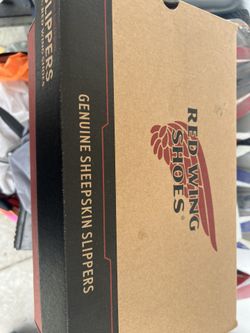 RED WING
SHOES®
GENUINE SHEEPSKIN SLIPPERS
SLIPPERS